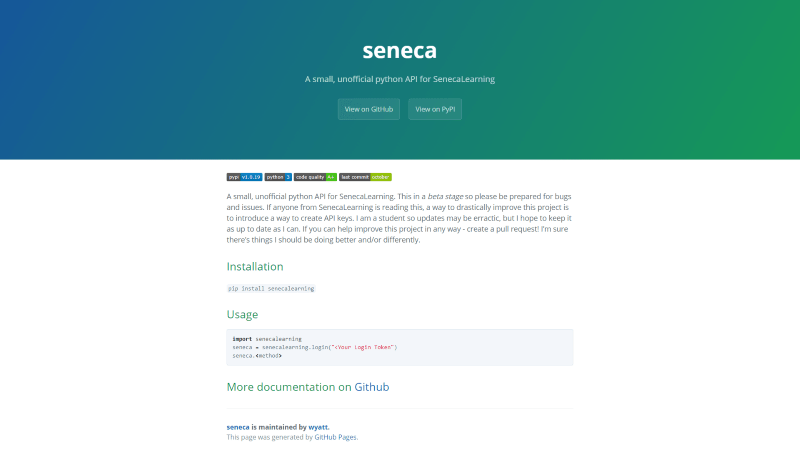 seneca
A small, unofficial python API for SenecaLearning
View on GitHub View on PyPi
pypi v1.0.19 python 3 code quality A+ last commit october
A small, unofficial python API for SenecaLearning. This in a beta stage so please be prepared for bugs
and issues. If anyone from SenecaLearning is reading this, a way to drastically improve this project is
to introduce a way to create API keys. I am a student so updates may be erractic, but I hope to keep it
as up to date as I can. If you can help improve this project in any way - create a pull request! I'm sure
there's things I should be doing better and/or differently.
Installation
pip install senecalearning
Usage
import senecalearning
seneca = senecalearning.login("<Your Login Token")
seneca.<method>
More documentation on Github
seneca is maintained by wyatt.
This page was generated by GitHub Pages.